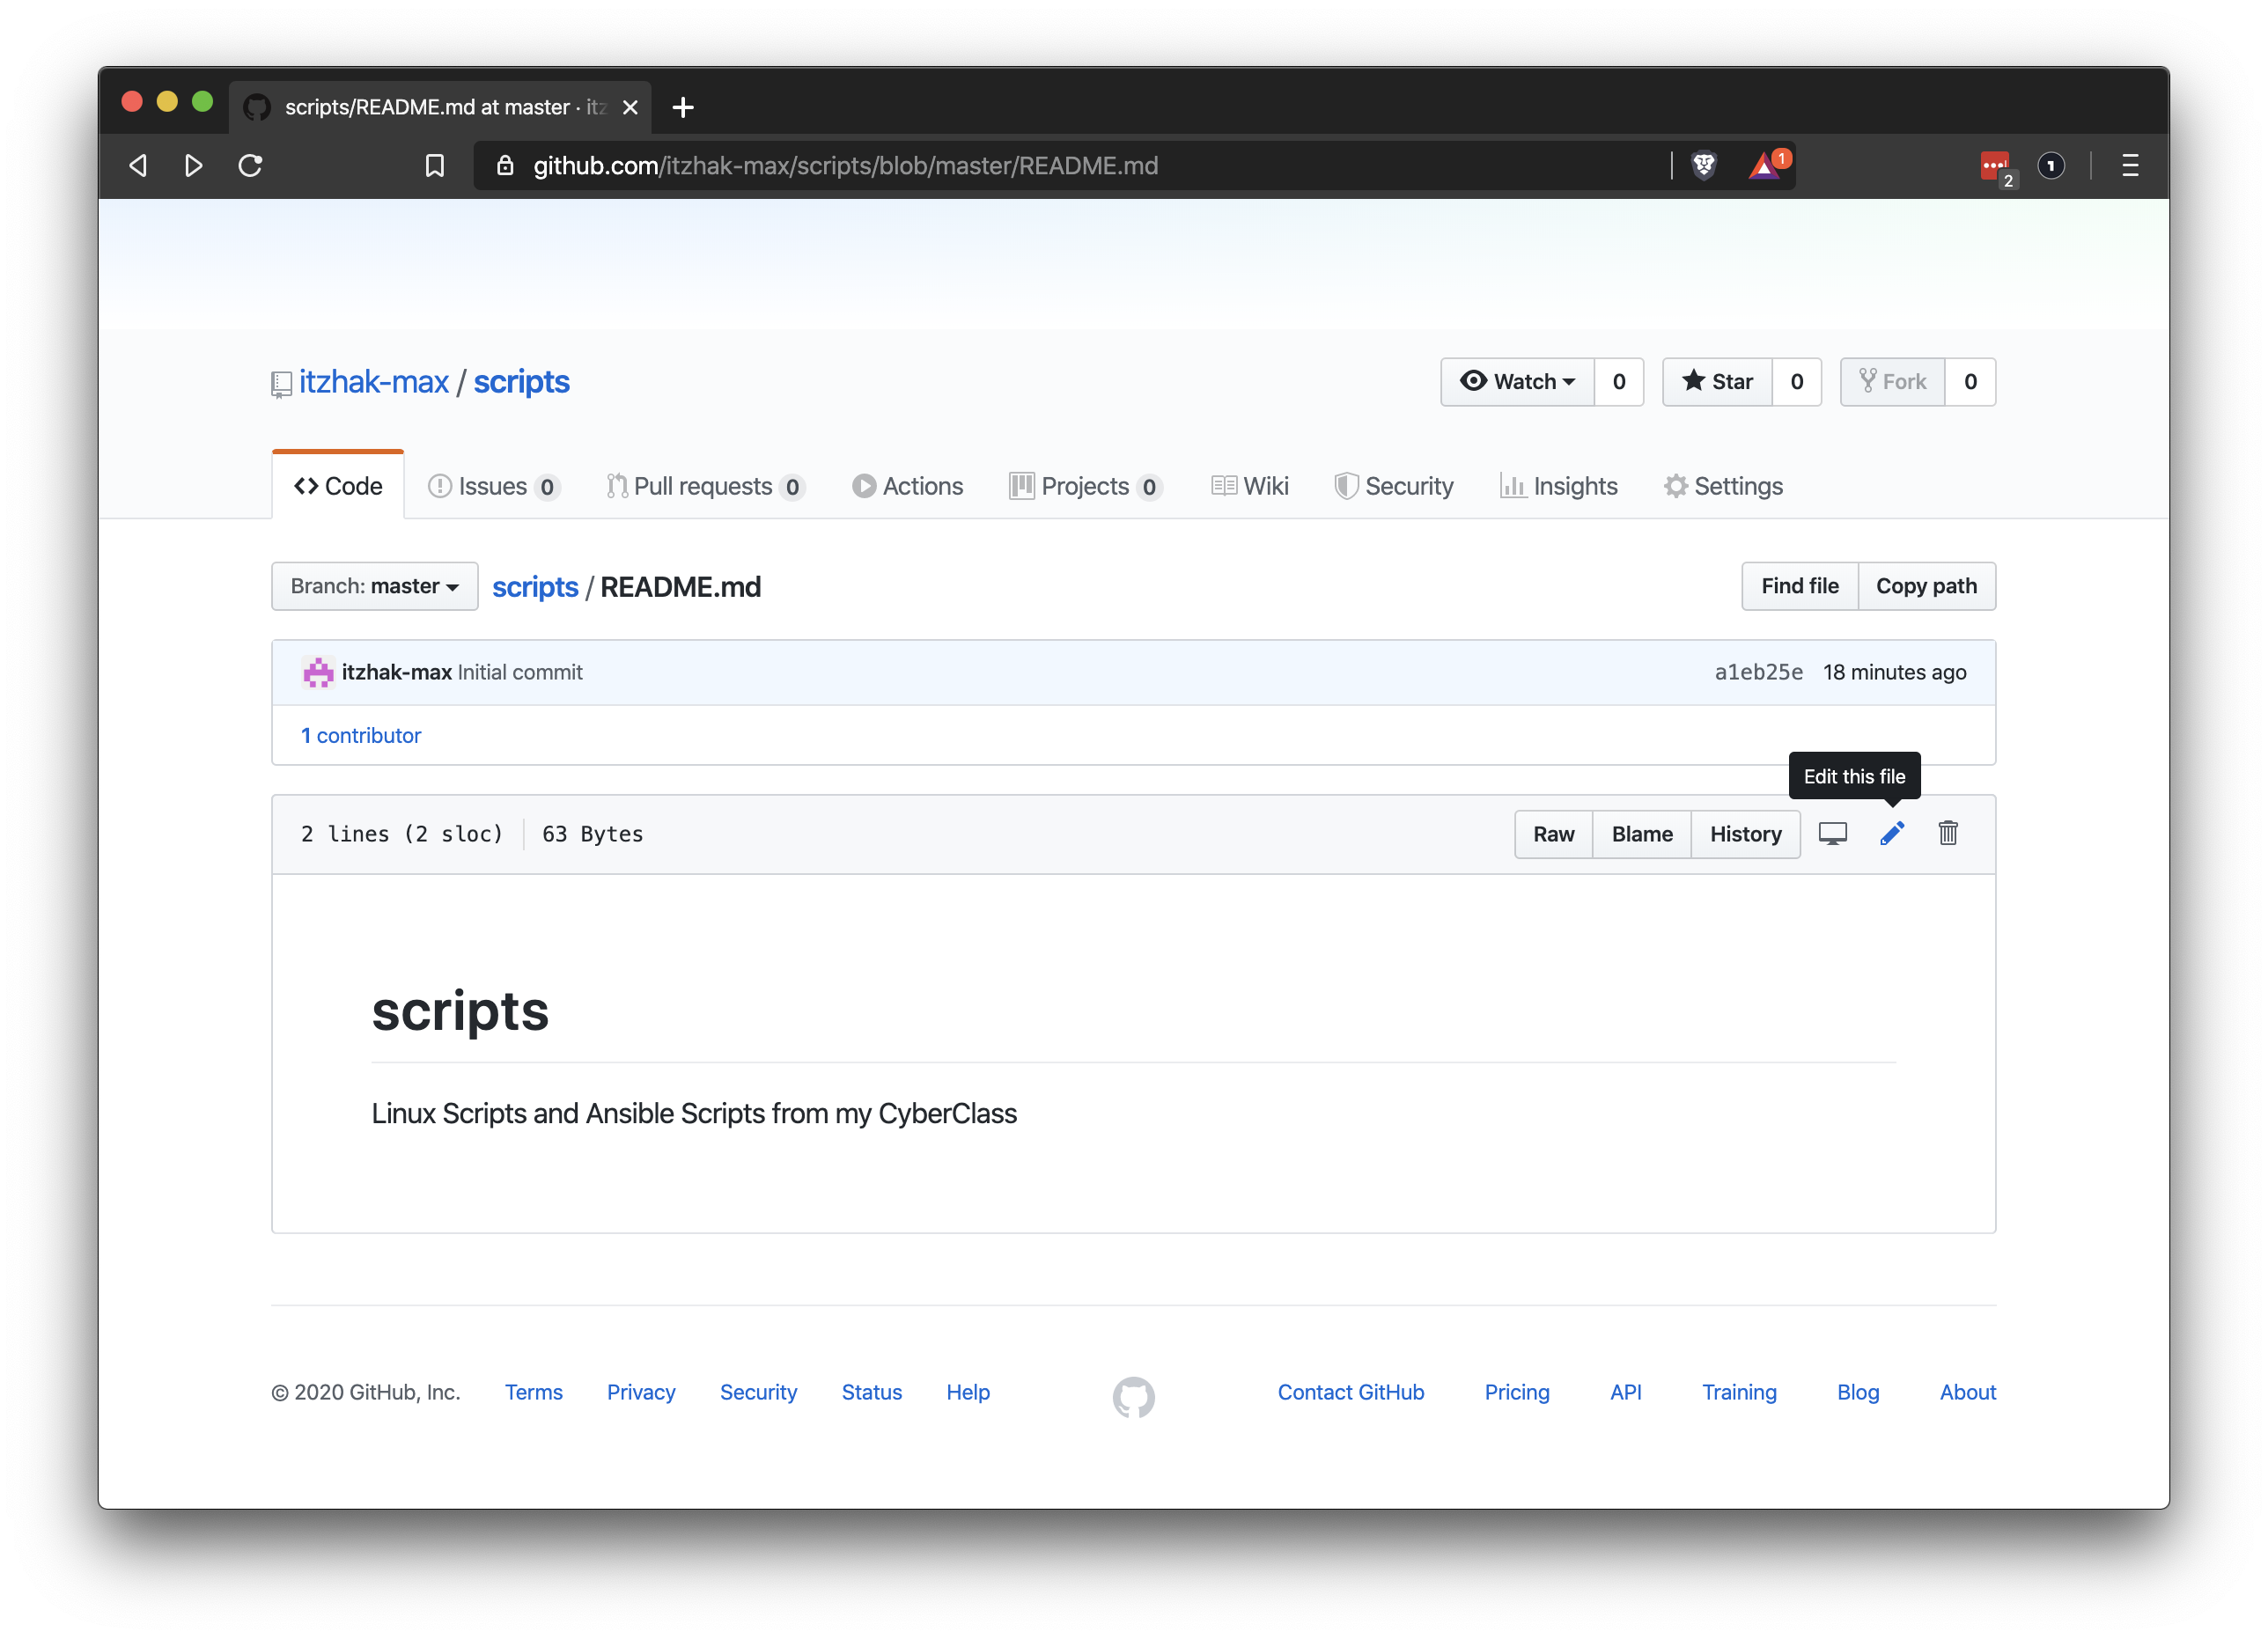 scripts/README.md at master · itz
github.com/itzhak-max/scripts/blob/master/README.md
1
2
1
itzhak-max / scripts
Watch 0
Star 0
Fork 0
Code
Issues 0
Pull requests 0
Actions
Projects 0
Wiki
Security
Insights
Settings
Branch: master
scripts / README.md
Find file
Copy path
itzhak-max Initial commit
a1eb25e 18 minutes ago
1 contributor
Edit this file
2 lines (2 sloc) 63 Bytes
Raw
Blame
History
scripts
Linux Scripts and Ansible Scripts from my CyberClass
© 2020 GitHub, Inc.
Terms
Privacy
Security
Status
Help
Contact GitHub
Pricing
API
Training
Blog
About